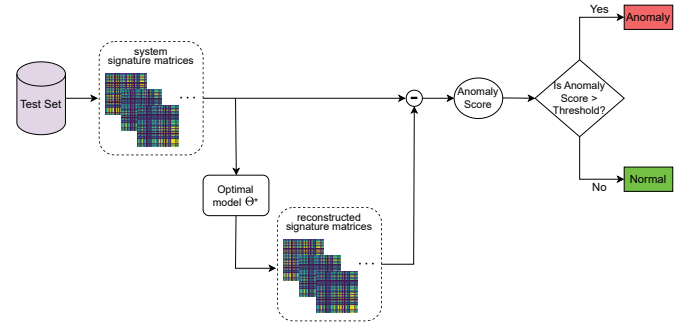 system
signature matrices
Test Set
...
Optimal
model Θ*
reconstructed
signature matrices
...
-
Anomaly
Score
Is Anomaly
Score >
Threshold?
Yes
Anomaly
No
Normal